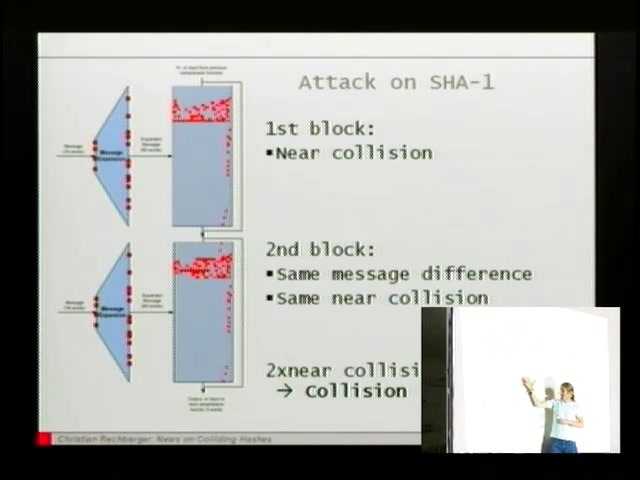 Attack on SHA-1
1st block:
▪Near collision
Message
Message
Expansion
Expanded
Message
2nd block:
▪Same message difference
▪Same near collision
Message
Message
Expansion
Expanded
Message
2xnear collisi
→ Collision
Christian Rechberger: News on Colliding Hashes